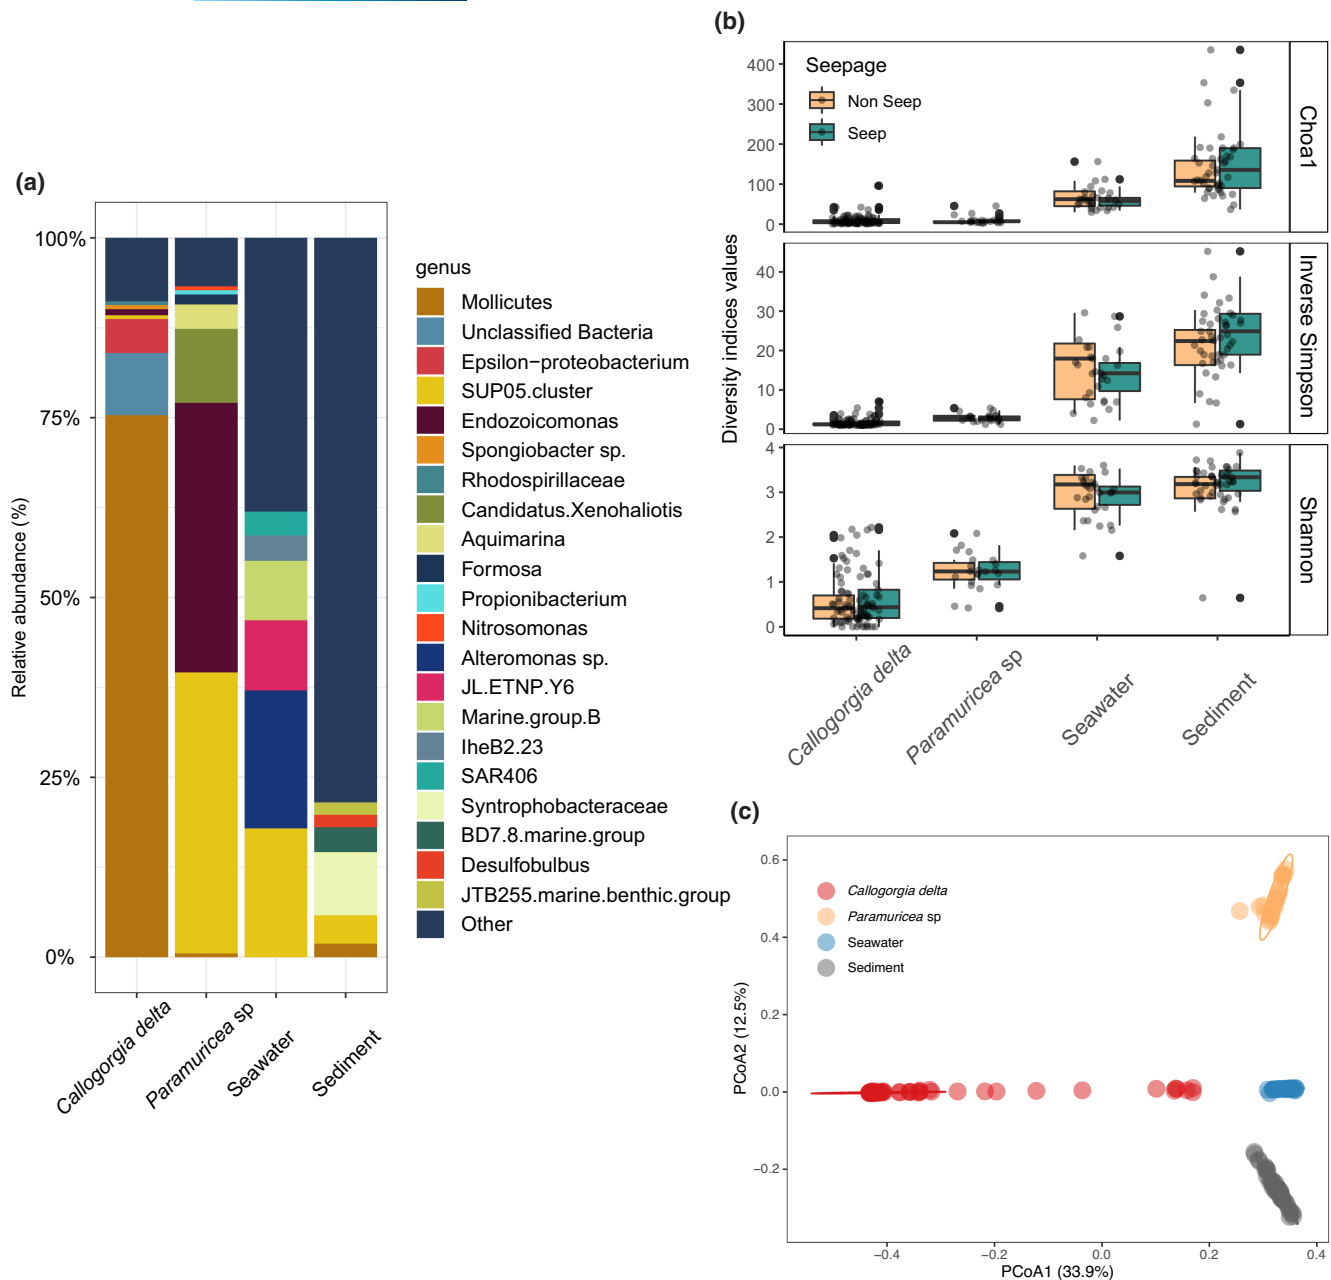 (a)
100%
75%
50%
25%
0%
Relative abundance (%)
Callogorgia delta
Paramuricea sp
Seawater
Sediment
genus
Mollicutes
Unclassified Bacteria
Epsilon−proteobacterium
SUP05.cluster
Endozoicomonas
Spongiobacter sp.
Rhodospirillaceae
Candidatus.Xenohaliotis
Aquimarina
Formosa
Propionibacterium
Nitrosomonas
Alteromonas sp.
JL.ETNP.Y6
Marine.group.B
IheB2.23
SAR406
Syntrophobacteraceae
BD7.8.marine.group
Desulfobulbus
JTB255.marine.benthic.group
Other
(b)
Seepage
Non Seep
Seep
400
300
200
100
0
Choa1
40
30
20
10
0
Inverse Simpson
4
3
2
1
0
Shannon
Diversity indices values
Callogorgia delta
Paramuricea sp
Seawater
Sediment
(c)
0.6
0.4
0.2
0.0
−0.2
PCoA2 (12.5%)
Callogorgia delta
Paramuricea sp
Seawater
Sediment
−0.4
−0.2
0.0
0.2
0.4
PCoA1 (33.9%)